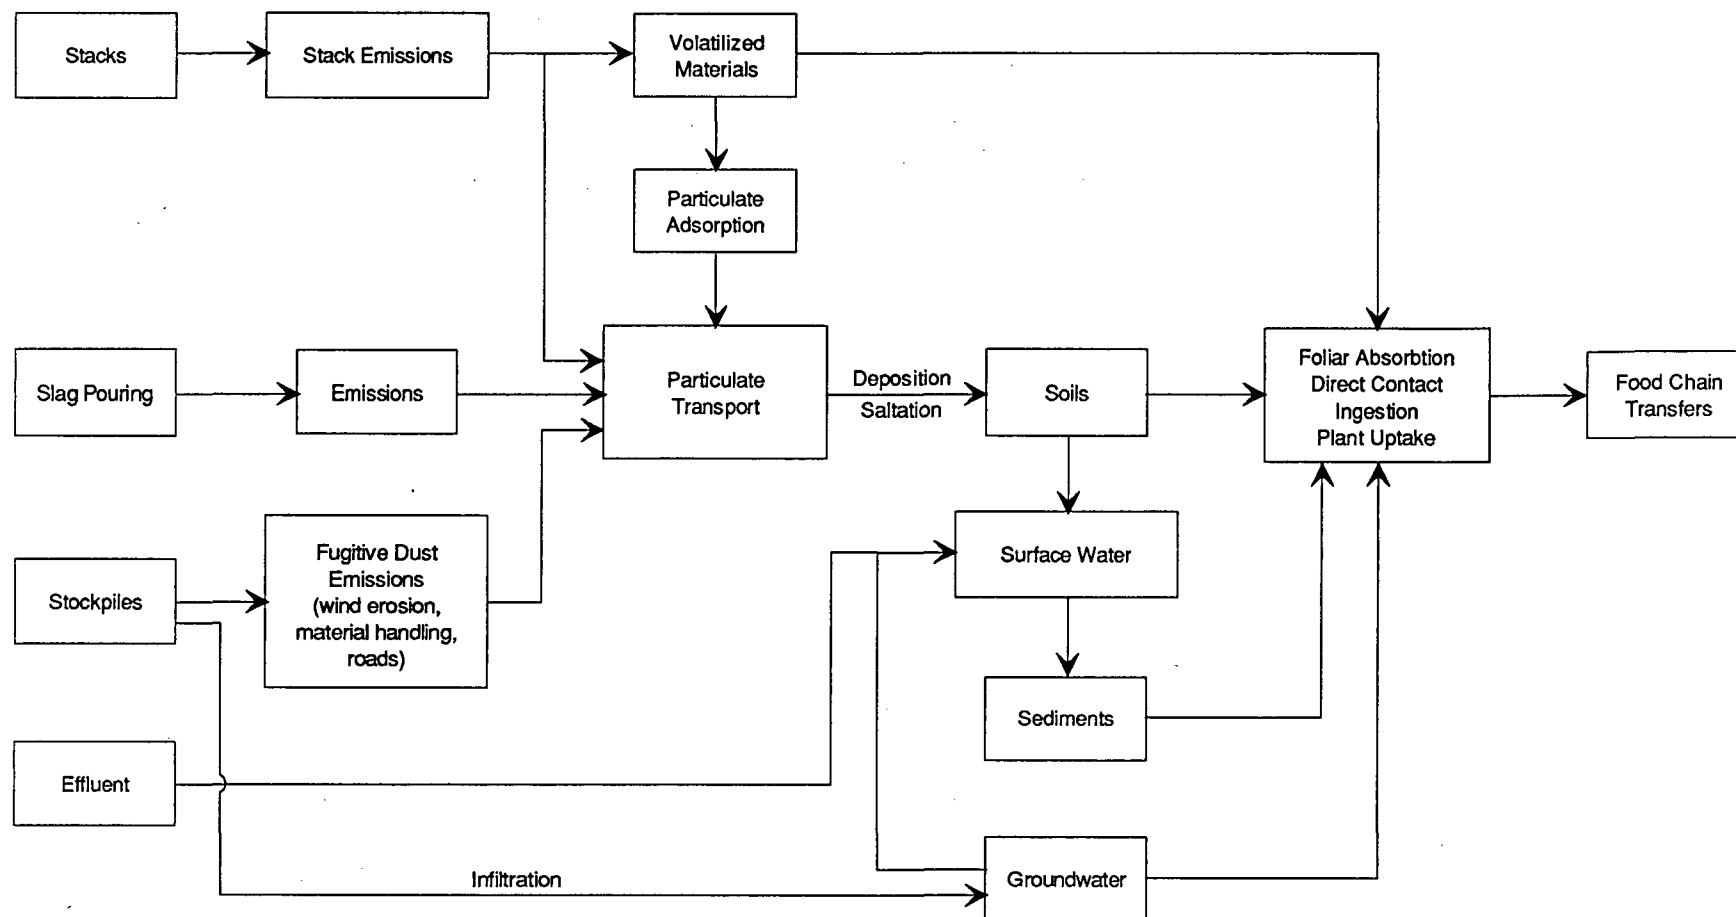 Stacks
Stack Emissions
Volatilized
Materials
Particulate
Adsorption
Slag Pouring
Emissions
Particulate
Transport
Deposition
Saltation
Soils
Foliar Absorbtion
Direct Contact
Ingestion
Plant Uptake
Food Chain
Transfers
Stockpiles
Fugitive Dust
Emissions
(wind erosion,
material handling,
roads)
Surface Water
Sediments
Effluent
Infiltration
Groundwater